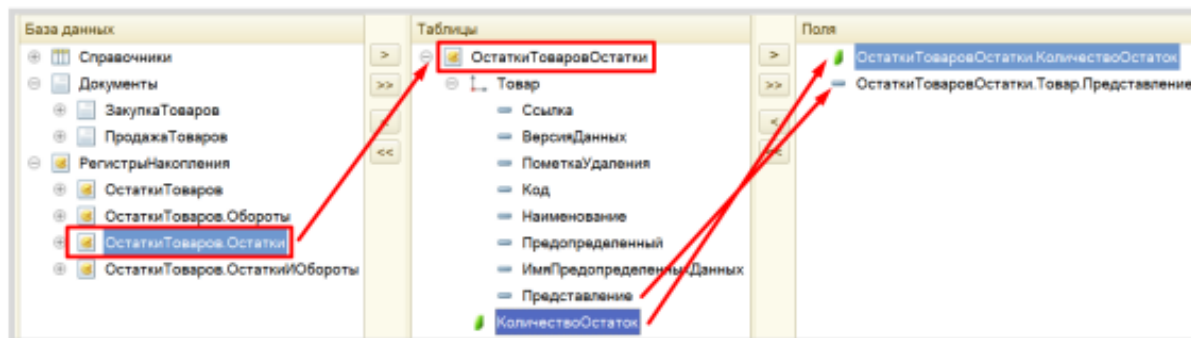 База данных
Справочники
Документы
ЗакупкаТоваров
ПродажаТоваров
РегистрыНакопления
ОстаткиТоваров
ОстаткиТоваров.Обороты
ОстаткиТоваров.Остатки
ОстаткиТоваров.ОстаткиИОбороты
>
>>
<
<<
Таблицы
ОстаткиТоваровОстатки
Товар
Ссылка
ВерсияДанных
ПометкаУдаления
Код
Наименование
Предопределенный
ИмяПредопределенныхДанных
Представление
КоличествоОстаток
>
>>
<
<<
Поля
ОстаткиТоваровОстатки.КоличествоОстаток
ОстаткиТоваровОстатки.Товар.Представление